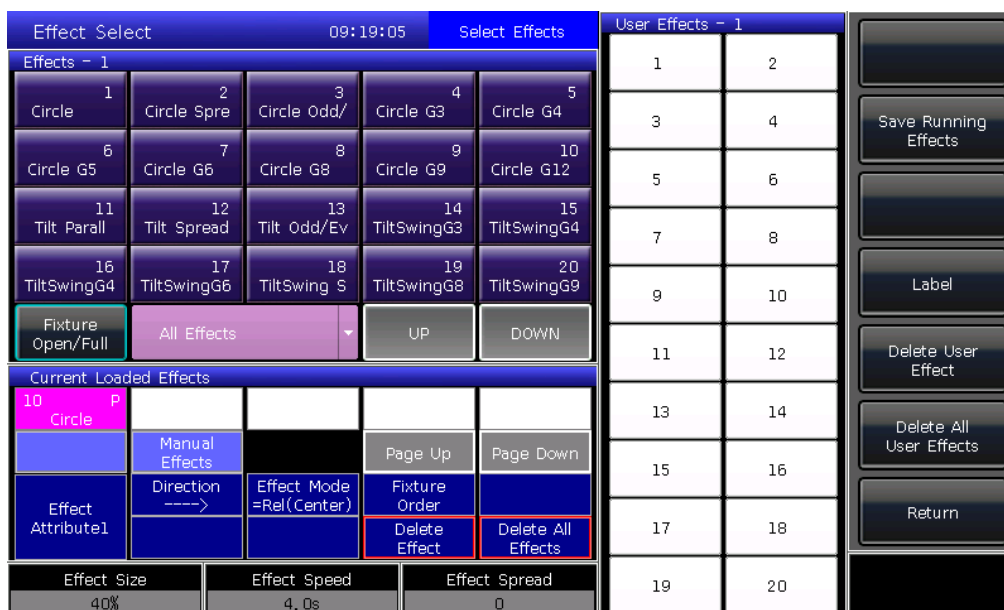 Effect Select 09:19:05 Select Effects
Effects - 1
1 2 3 4 5
Circle Circle Spre Circle Odd/ Circle G3 Circle G4
6 7 8 9 10
Circle G5 Circle G6 Circle G8 Circle G9 Circle G12
11 12 13 14 15
Tilt Parall Tilt Spread Tilt Odd/Ev TiltSwingG3 TiltSwingG4
16 17 18 19 20
TiltSwingG4 TiltSwingG6 TiltSwing S TiltSwingG8 TiltSwingG9
Fixture
Open/Full
All Effects
UP
DOWN
Current Loaded Effects
10 P
Circle
Manual
Effects
Page Up
Page Down
Effect
Attribute1
Direction
---->
Effect Mode
=Rel(Center)
Fixture
Order
Delete
Effect
Delete All
Effects
Effect Size
40%
Effect Speed
4.0s
Effect Spread
0
User Effects - 1
1 2
3 4
5 6
7 8
9 10
11 12
13 14
15 16
17 18
19 20
Save Running
Effects
Label
Delete User
Effect
Delete All
User Effects
Return